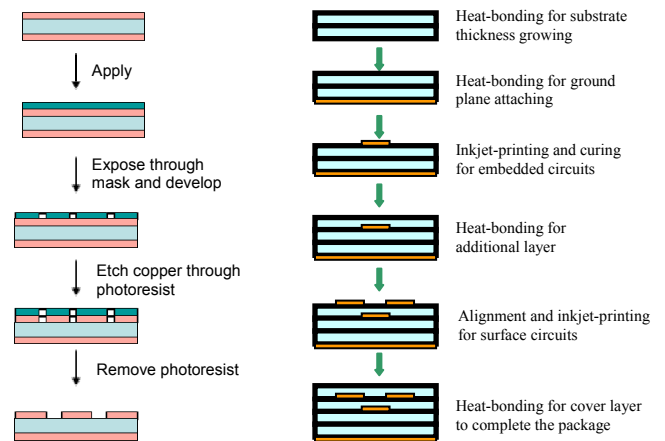 Apply
Expose through
mask and develop
Etch copper through
photoresist
Remove photoresist
Heat-bonding for substrate
thickness growing
Heat-bonding for ground
plane attaching
Inkjet-printing and curing
for embedded circuits
Heat-bonding for
additional layer
Alignment and inkjet-printing
for surface circuits
Heat-bonding for cover layer
to complete the package